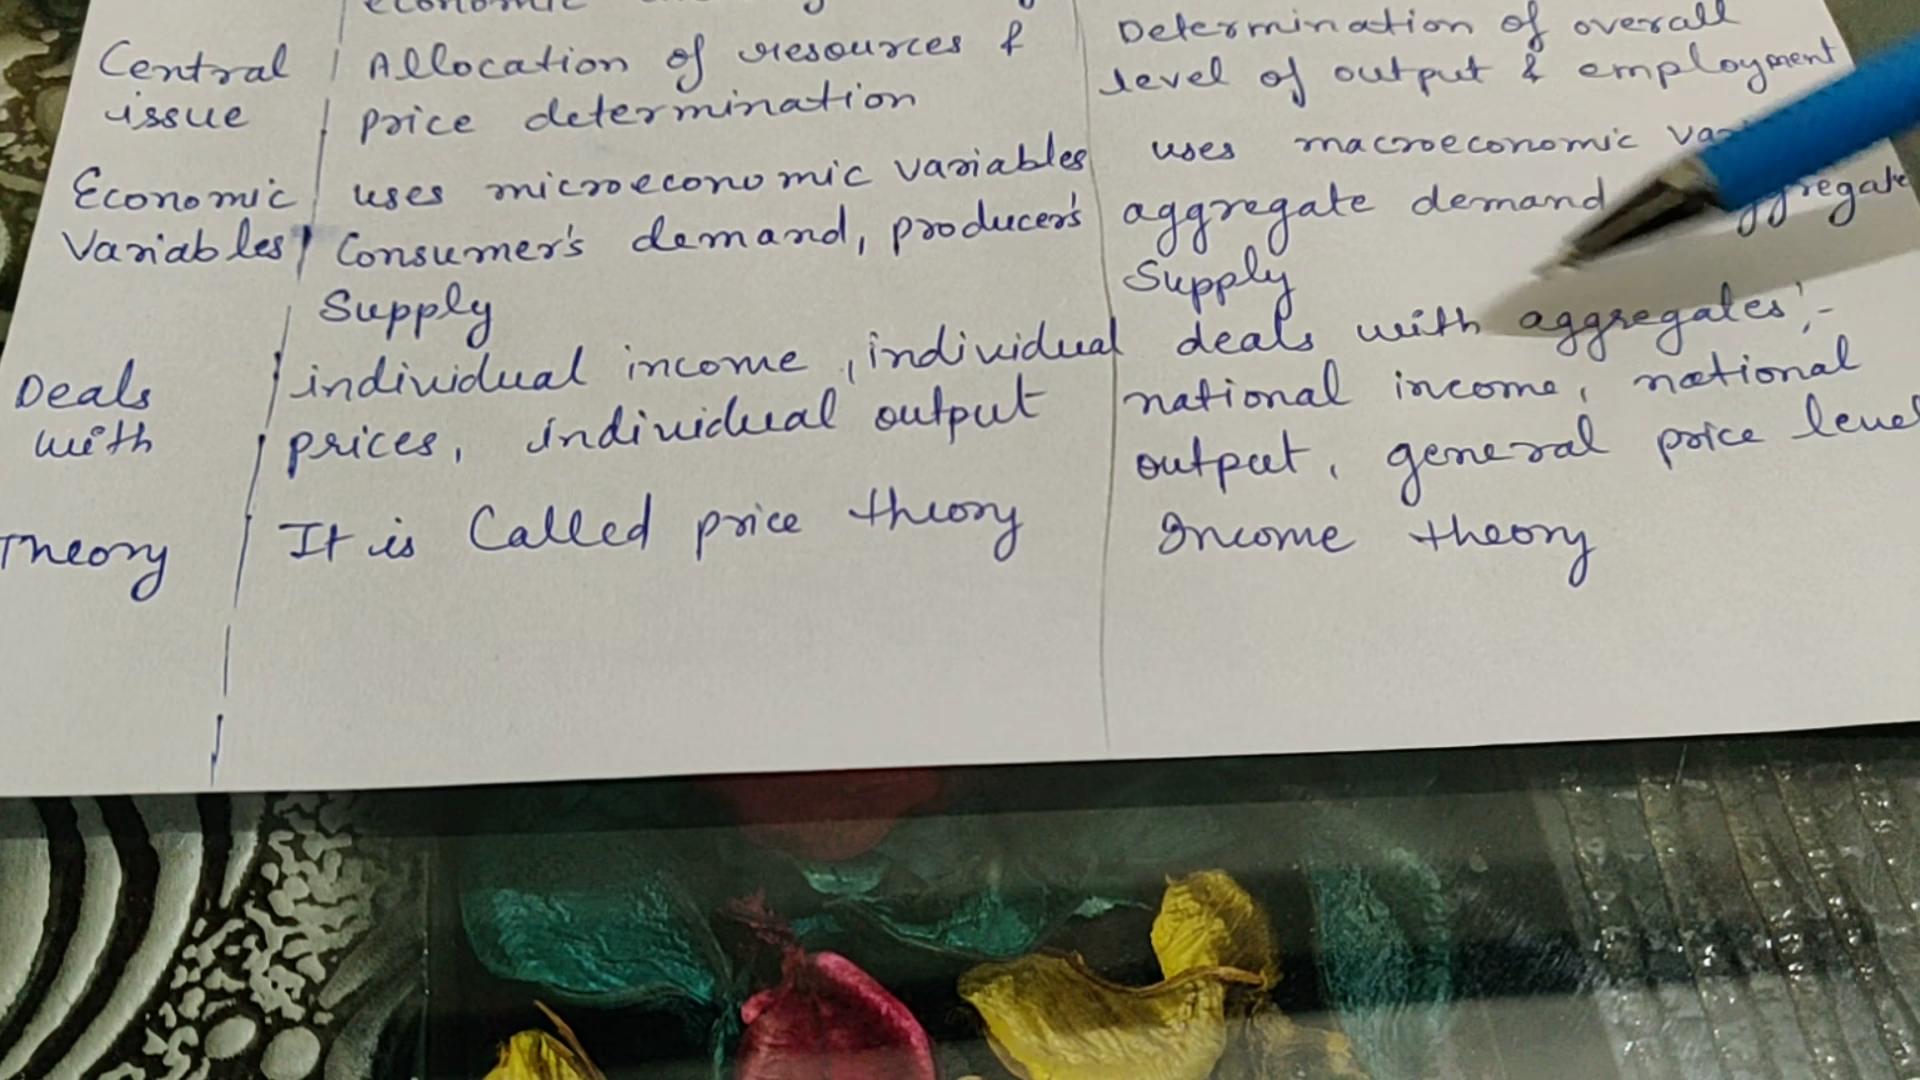 economic
Central | Allocation of resources & | Determination of overall
issue | price determination | level of output & employment
Economic | uses microeconomic variables | uses macroeconomic
Variables | Consumer's demand, producer's | aggregate demand aggregate
Supply | Supply
Deals | individual income, individual | deals with aggregates:-
with | prices, individual output | national income, national
output, general price level
Theory | It is Called price theory | Income theory